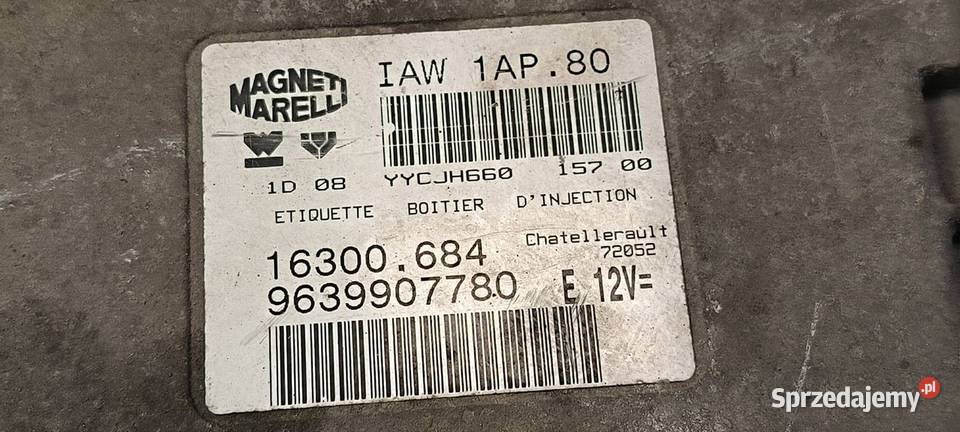 MAGNETI
MARELLI
IAW 1AP.80
1D 08
YYCJH660
157 00
ETIQUETTE BOITIER D'INJECTION
16300.684
Chatellerault
72052
9639907780
E 12V=
Sprzedajemy.pl